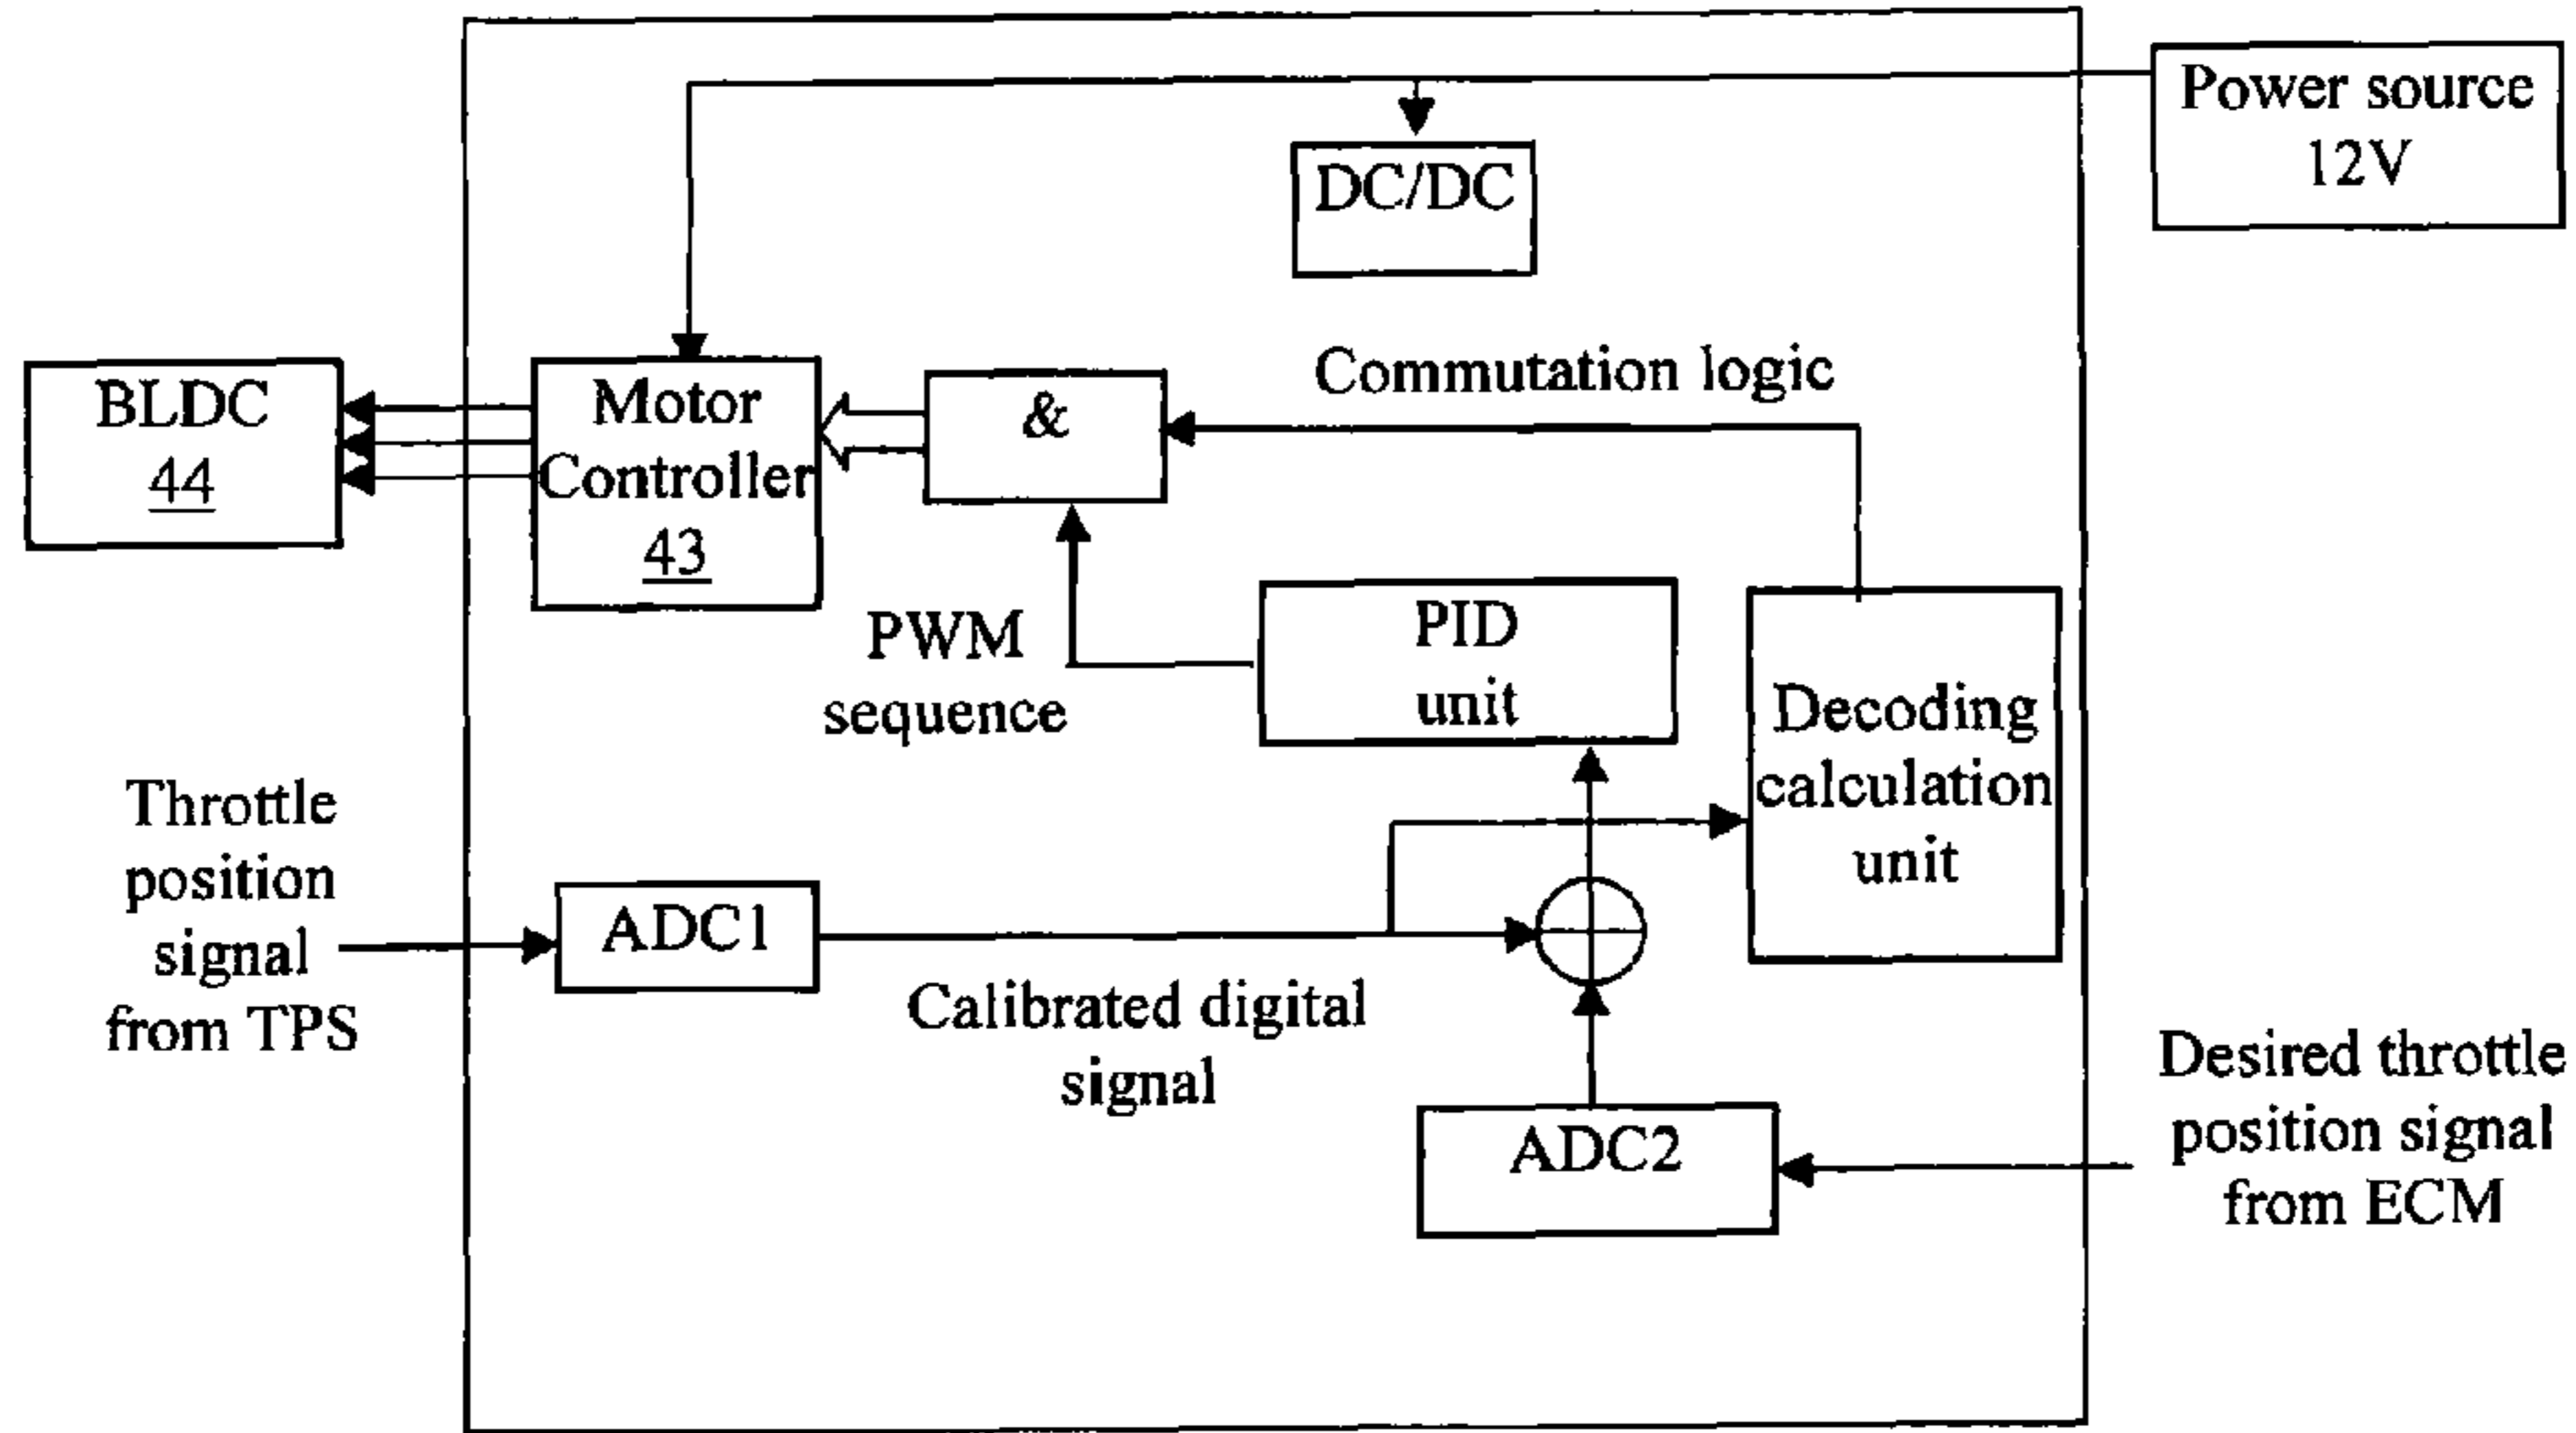 Power source
12V
DC/DC
BLDC
44
Motor
Controller
43
&
Commutation logic
PWM
sequence
PID
unit
Decoding
calculation
unit
Throttle
position
signal
from TPS
ADC1
Calibrated digital
signal
ADC2
Desired throttle
position signal
from ECM